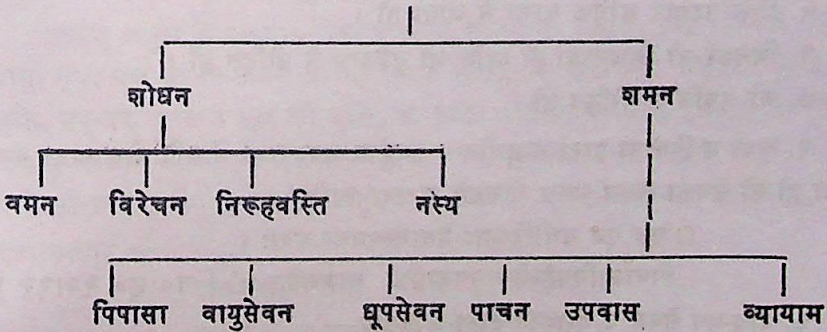 शोधन शमन
वमन विरेचन निरूहवस्ति नस्य
पिपासा वायुसेवन धूपसेवन पाचन उपवास व्यायाम